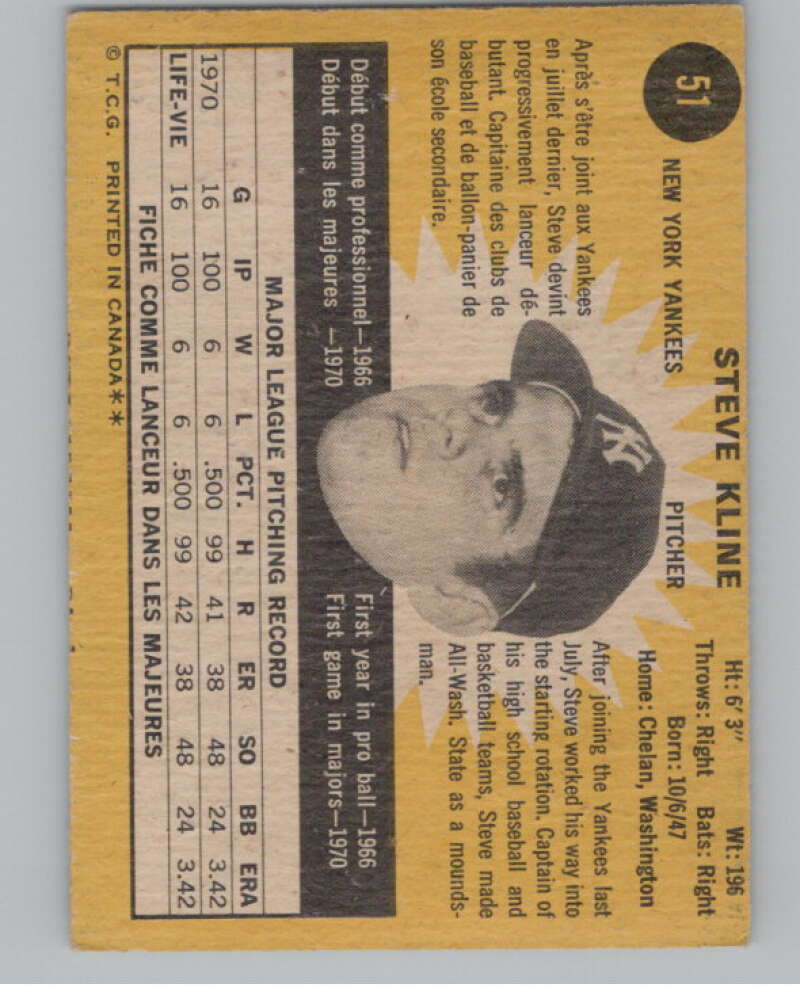 STEVE KLINE
51
NEW YORK YANKEES
PITCHER
Ht: 6' 3" Wt: 196
Throws: Right Bats: Right
Born: 10/6/47
Home: Chelan, Washington
Après s'être joint aux Yankees
en juillet dernier, Steve devint
progressivement lanceur dé-
butant. Capitaine des clubs de
baseball et de ballon-panier de
son école secondaire.
NY
After joining the Yankees last
July, Steve worked his way into
the starting rotation. Captain of
his high school baseball and
basketball teams, Steve made
All-Wash. State as a mounds-
man.
Début comme professionnel—1966
Début dans les majeures —1970
First year in pro ball—1966
First game in majors—1970
MAJOR LEAGUE PITCHING RECORD
G IP W L PCT. H R ER SO BB ERA
1970 16 100 6 6 .500 99 41 38 48 24 3.42
LIFE-VIE 16 100 6 6 .500 99 42 38 48 24 3.42
FICHE COMME LANCEUR DANS LES MAJEURES
© T.C.G. PRINTED IN CANADA**